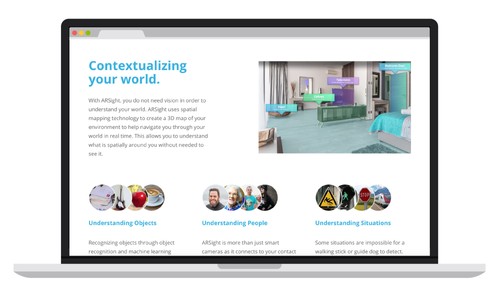 Contextualizing
your world.
With ARSight, you do not need vision in order to
understand your world. ARSight uses spatial
mapping technology to create a 3D map of your
environment to help navigate you through your
world in real time. This allows you to understand
what is spatially around you without needed to
see it.
Understanding Objects
Understanding People
Understanding Situations
Recognizing objects through object
recognition and machine learning
ARSight is more than just smart
cameras as it connects to your contact
Some situations are impossible for a
walking stick or guide dog to detect.